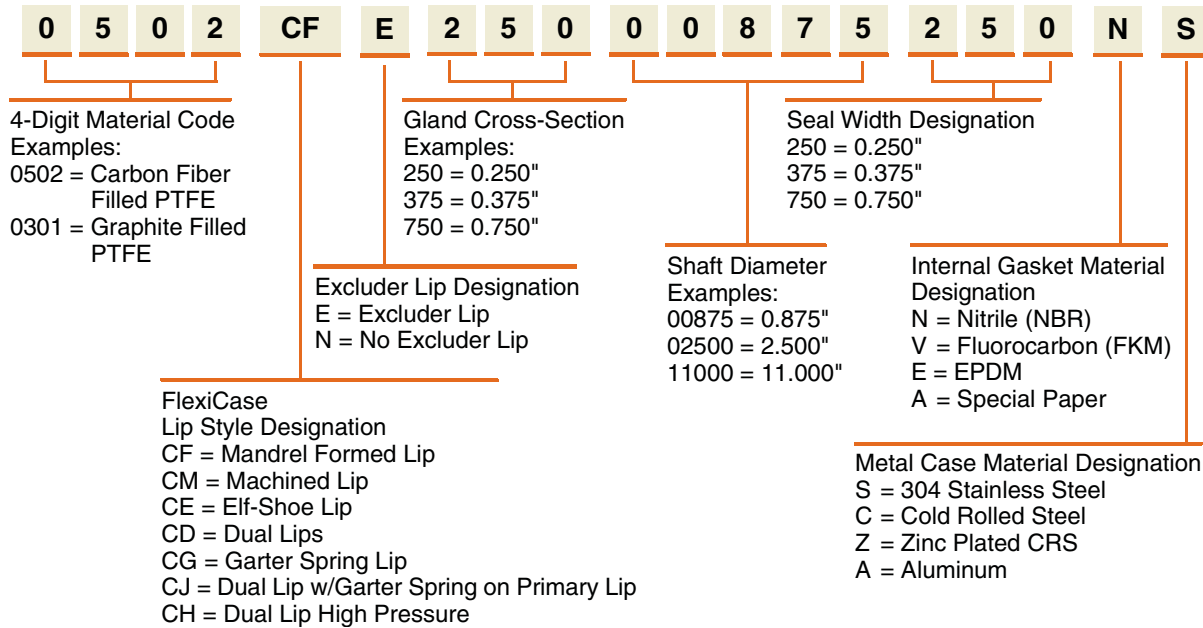 0 5 0 2 CF E 2 5 0 0 0 8 7 5 2 5 0 N S
4-Digit Material Code
Examples:
0502 = Carbon Fiber
Filled PTFE
0301 = Graphite Filled
PTFE
Gland Cross-Section
Examples:
250 = 0.250"
375 = 0.375"
750 = 0.750"
Seal Width Designation
250 = 0.250"
375 = 0.375"
750 = 0.750"
Excluder Lip Designation
E = Excluder Lip
N = No Excluder Lip
Shaft Diameter
Examples:
00875 = 0.875"
02500 = 2.500"
11000 = 11.000"
Internal Gasket Material
Designation
N = Nitrile (NBR)
V = Fluorocarbon (FKM)
E = EPDM
A = Special Paper
FlexiCase
Lip Style Designation
CF = Mandrel Formed Lip
CM = Machined Lip
CE = Elf-Shoe Lip
CD = Dual Lips
CG = Garter Spring Lip
CJ = Dual Lip w/Garter Spring on Primary Lip
CH = Dual Lip High Pressure
Metal Case Material Designation
S = 304 Stainless Steel
C = Cold Rolled Steel
Z = Zinc Plated CRS
A = Aluminum